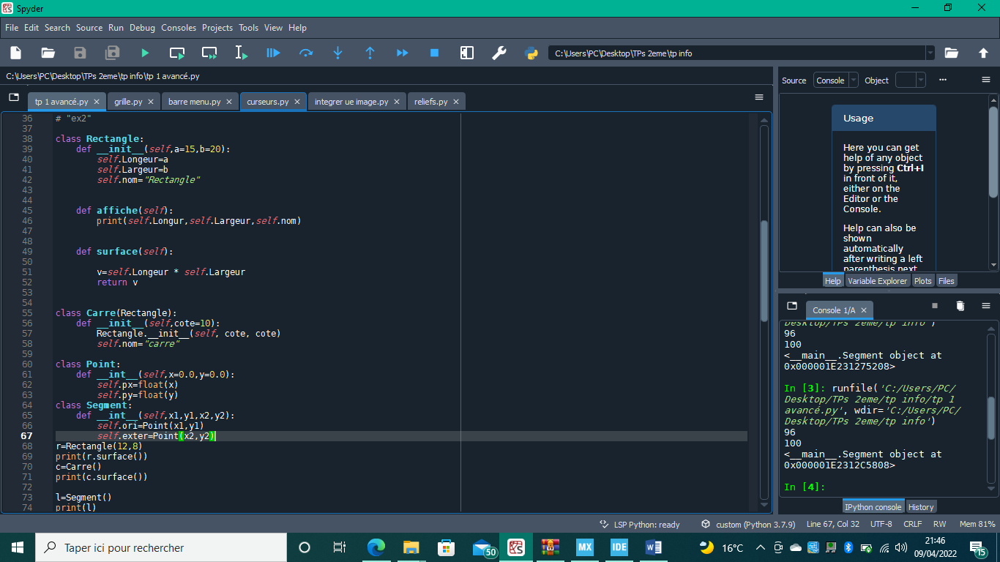 Spyder
File Edit Search Source Run Debug Consoles Projects Tools View Help
C:\Users\PC\Desktop\TPs 2eme\tp info
C:\Users\PC\Desktop\TPs 2eme\tp info\tp 1 avancé.py
tp 1 avancé.py grille.py barre menu.py curseurs.py integrer ue image.py reliefs.py
36 # "ex2"
37
38 class Rectangle:
39 def __init__(self,a=15,b=20):
40 self.Longeur=a
41 self.Largeur=b
42 self.nom="Rectangle"
43
44
45 def affiche(self):
46 print(self.Longur,self.Largeur,self.nom)
47
48
49 def surface(self):
50
51 v=self.Longeur * self.Largeur
52 return v
53
54
55 class Carre(Rectangle):
56 def __init__(self,cote=10):
57 Rectangle.__init__(self, cote, cote)
58 self.nom="carre"
59
60 class Point:
61 def __int__(self,x=0.0,y=0.0):
62 self.px=float(x)
63 self.py=float(y)
64 class Segment:
65 def __int__(self,x1,y1,x2,y2):
66 self.ori=Point(x1,y1)
67 self.exter=Point(x2,y2)
68 r=Rectangle(12,8)
69 print(r.surface())
70 c=Carre()
71 print(c.surface())
72
73 l=Segment()
74 print(l)
Source Console Object
Usage
Here you can get
help of any object
by pressing Ctrl+I
in front of it,
either on the
Editor or the
Console.
Help can also be
shown
automatically
after writing a left
parenthesis next
Help Variable Explorer Plots Files
Console 1/A
Desktop/TPs 2eme/tp info')
96
100
<__main__.Segment object at
0x000001E231275208>
In [3]: runfile('C:/Users/PC/
Desktop/TPs 2eme/tp info/tp 1
avancé.py', wdir='C:/Users/PC/
Desktop/TPs 2eme/tp info')
96
100
<__main__.Segment object at
0x000001E2312C5808>
In [4]:
IPython console History
LSP Python: ready custom (Python 3.7.9) Line 67, Col 32 UTF-8 CRLF RW Mem 81%
Taper ici pour rechercher
50
MX
IDE
16°C
21:46
09/04/2022
15